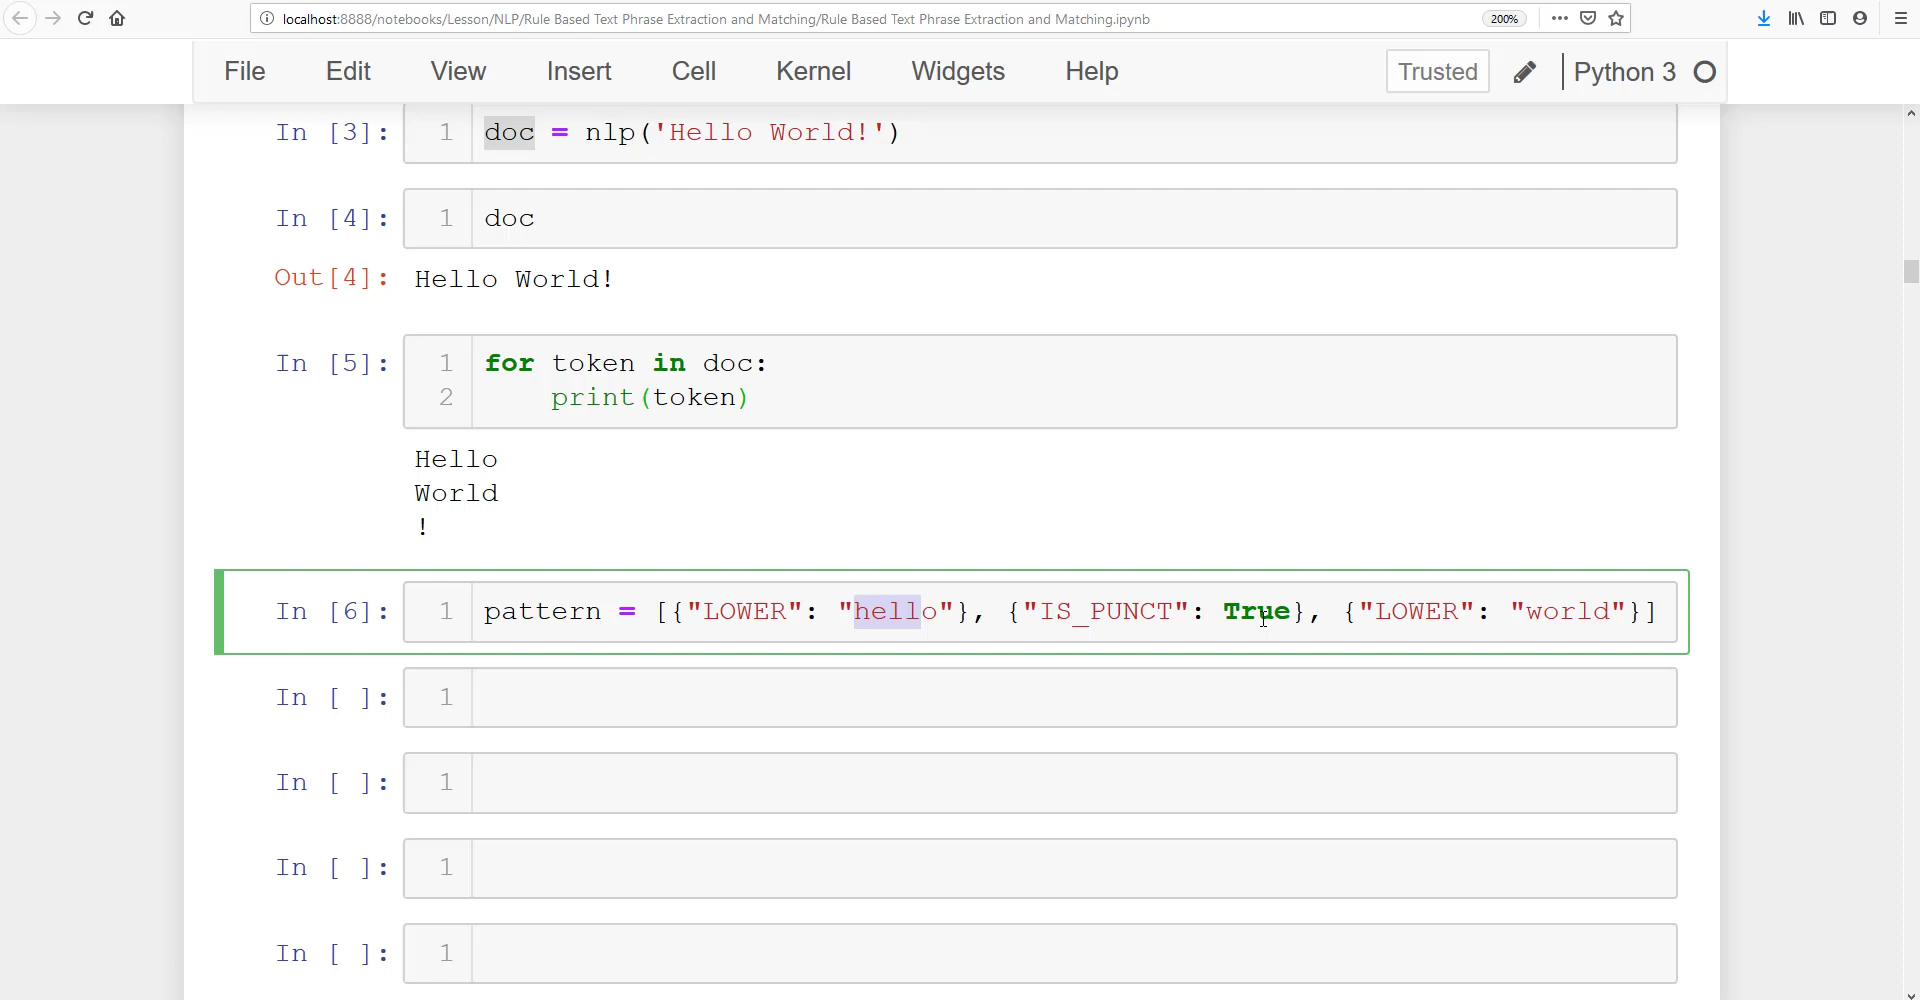 localhost:8888/notebooks/Lesson/NLP/Rule Based Text Phrase Extraction and Matching/Rule Based Text Phrase Extraction and Matching.ipynb 200%
File Edit View Insert Cell Kernel Widgets Help Trusted Python 3
In [3]: 1 doc = nlp('Hello World!')
In [4]: 1 doc
Out[4]: Hello World!
In [5]: 1 for token in doc:
2 print(token)
Hello
World
!
In [6]: 1 pattern = [{"LOWER": "hello"}, {"IS_PUNCT": True}, {"LOWER": "world"}]
In [ ]: 1
In [ ]: 1
In [ ]: 1
In [ ]: 1